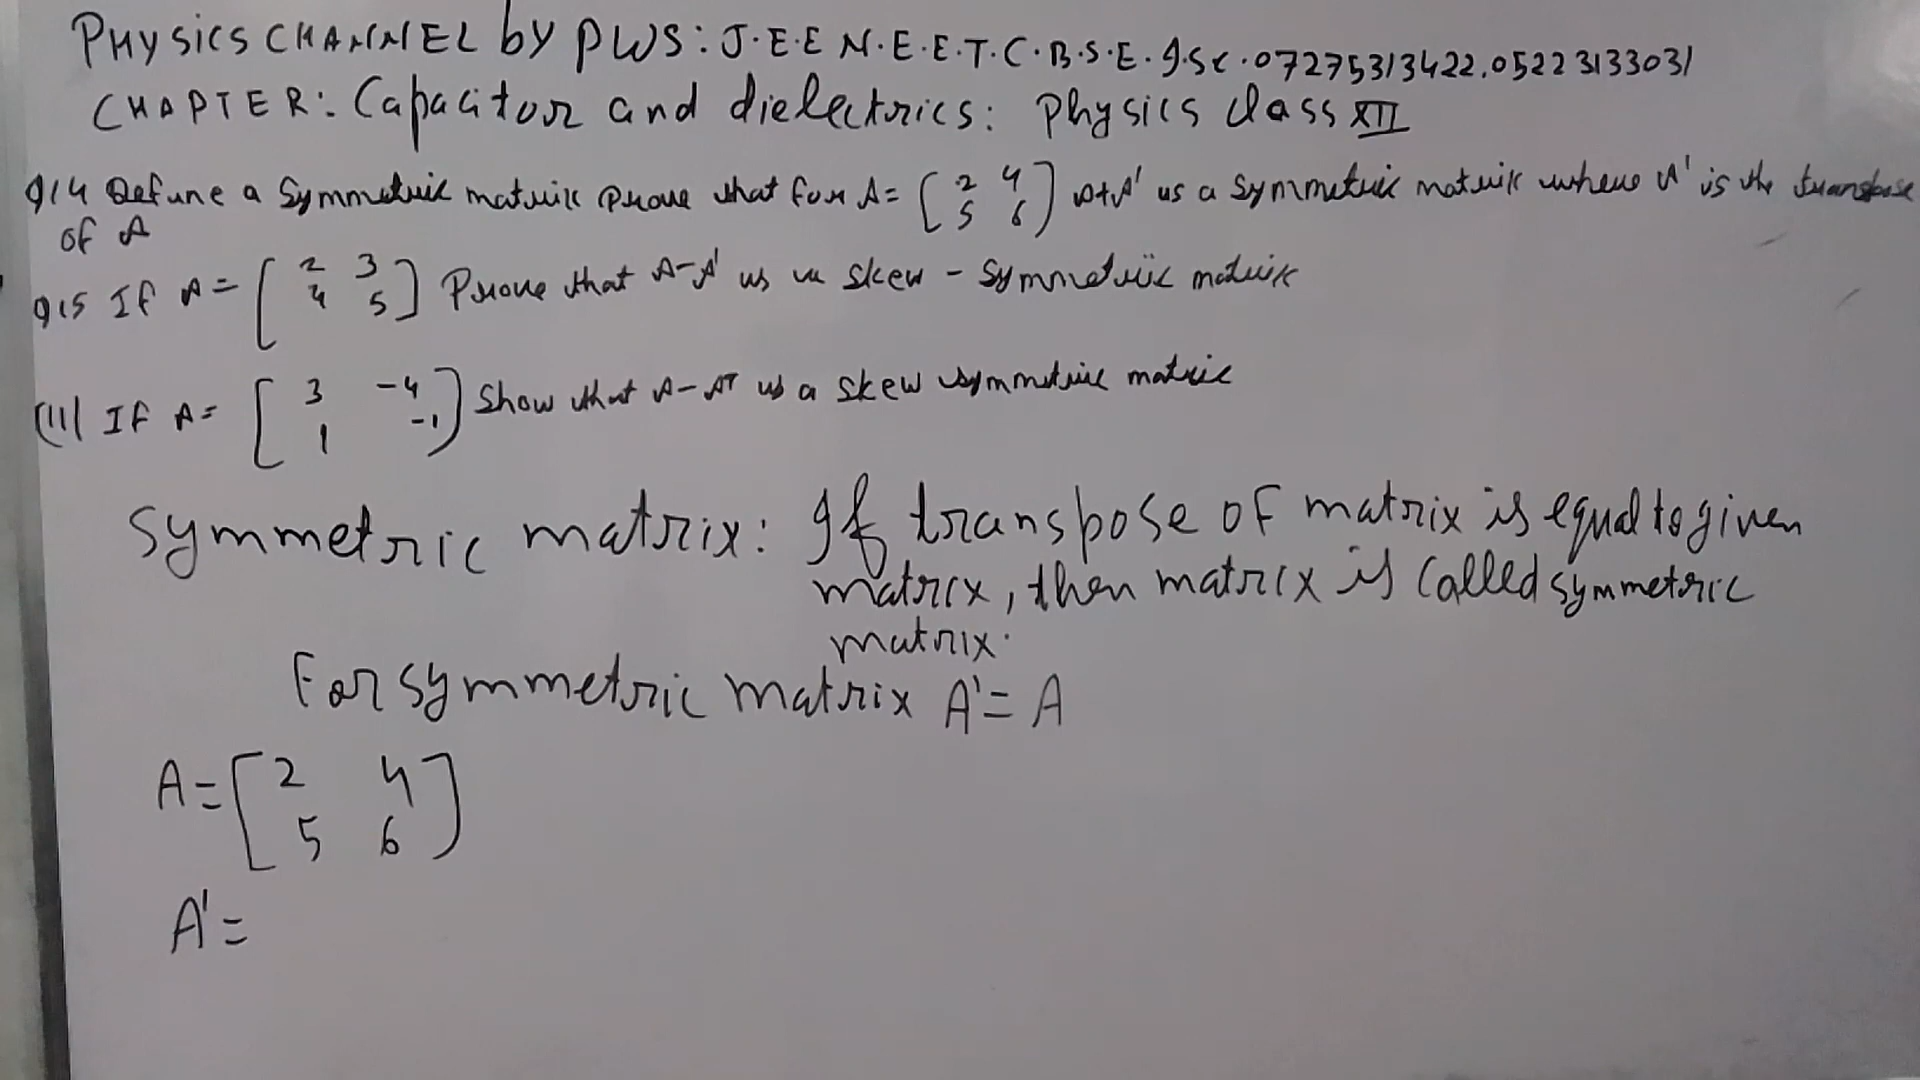 PHYSICS CHANNEL by PWS: J.E.E N.E.E.T.C.B.S.E. I.Sc. 07275313422.05223133031
CHAPTER: Capacitor and dielectrics: Physics class XII
Q14 Define a Symmetric matrix Prove that for A = [2 4 5 6] A+A' is a Symmetric matrix where A' is the transpose
of A
Q15 If A = [2 3 4 5] Prove that A-A' is a Skew - Symmetric matrix
(11) If A = [3 -4 1 -1] Show that A-AT is a Skew symmetric matrix
Symmetric matrix: If transpose of matrix is equal to given
matrix, then matrix is called symmetric
matrix.
For symmetric matrix A' = A
A = [2 4
5 6]
A' =